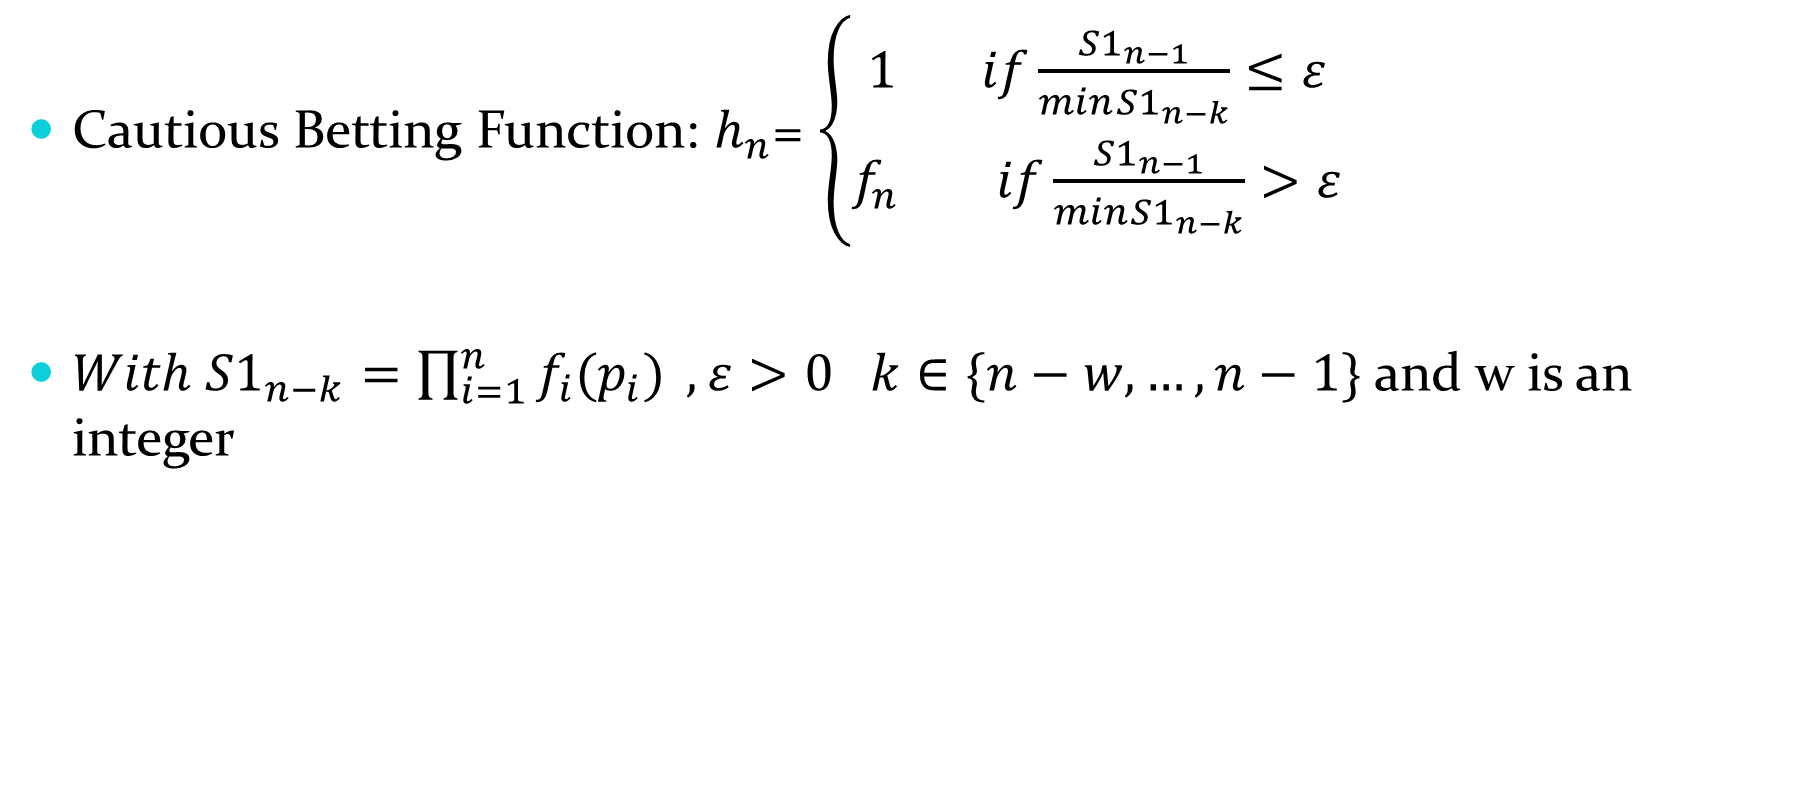 • Cautious Betting Function: hₙ= { 1 if S1ₙ₋₁ / minS1ₙ₋ₖ ≤ ε
fₙ if S1ₙ₋₁ / minS1ₙ₋ₖ > ε
• With S1ₙ₋ₖ = ∏ⁿᵢ₌₁ fᵢ(pᵢ) , ε > 0 k ∈ {n − w, … , n − 1} and w is an
integer